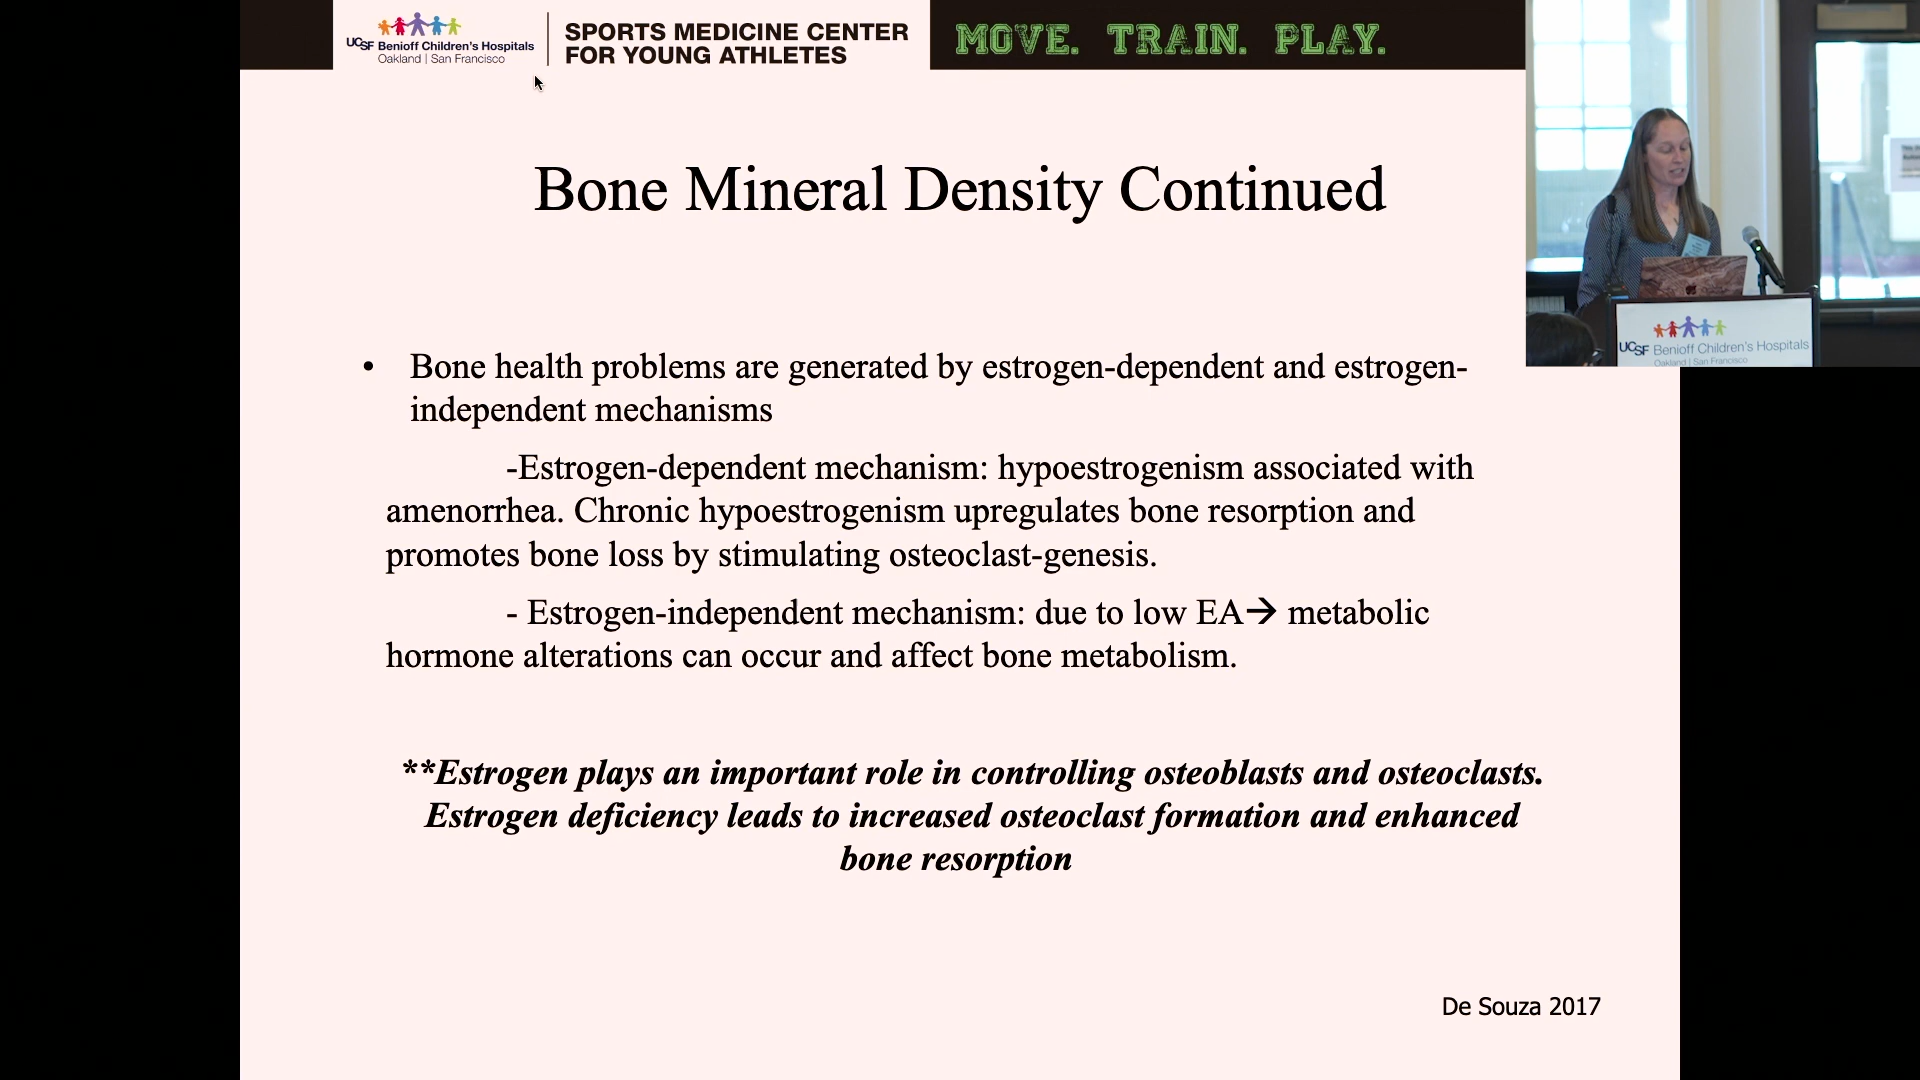 UCSF Benioff Children's Hospitals
Oakland | San Francisco
SPORTS MEDICINE CENTER
FOR YOUNG ATHLETES
MOVE. TRAIN. PLAY.
Bone Mineral Density Continued
• Bone health problems are generated by estrogen-dependent and estrogen-
independent mechanisms
-Estrogen-dependent mechanism: hypoestrogenism associated with
amenorrhea. Chronic hypoestrogenism upregulates bone resorption and
promotes bone loss by stimulating osteoclast-genesis.
- Estrogen-independent mechanism: due to low EA→ metabolic
hormone alterations can occur and affect bone metabolism.
**Estrogen plays an important role in controlling osteoblasts and osteoclasts.
Estrogen deficiency leads to increased osteoclast formation and enhanced
bone resorption
De Souza 2017
UCSF Benioff Children's Hospitals
Oakland | San Francisco